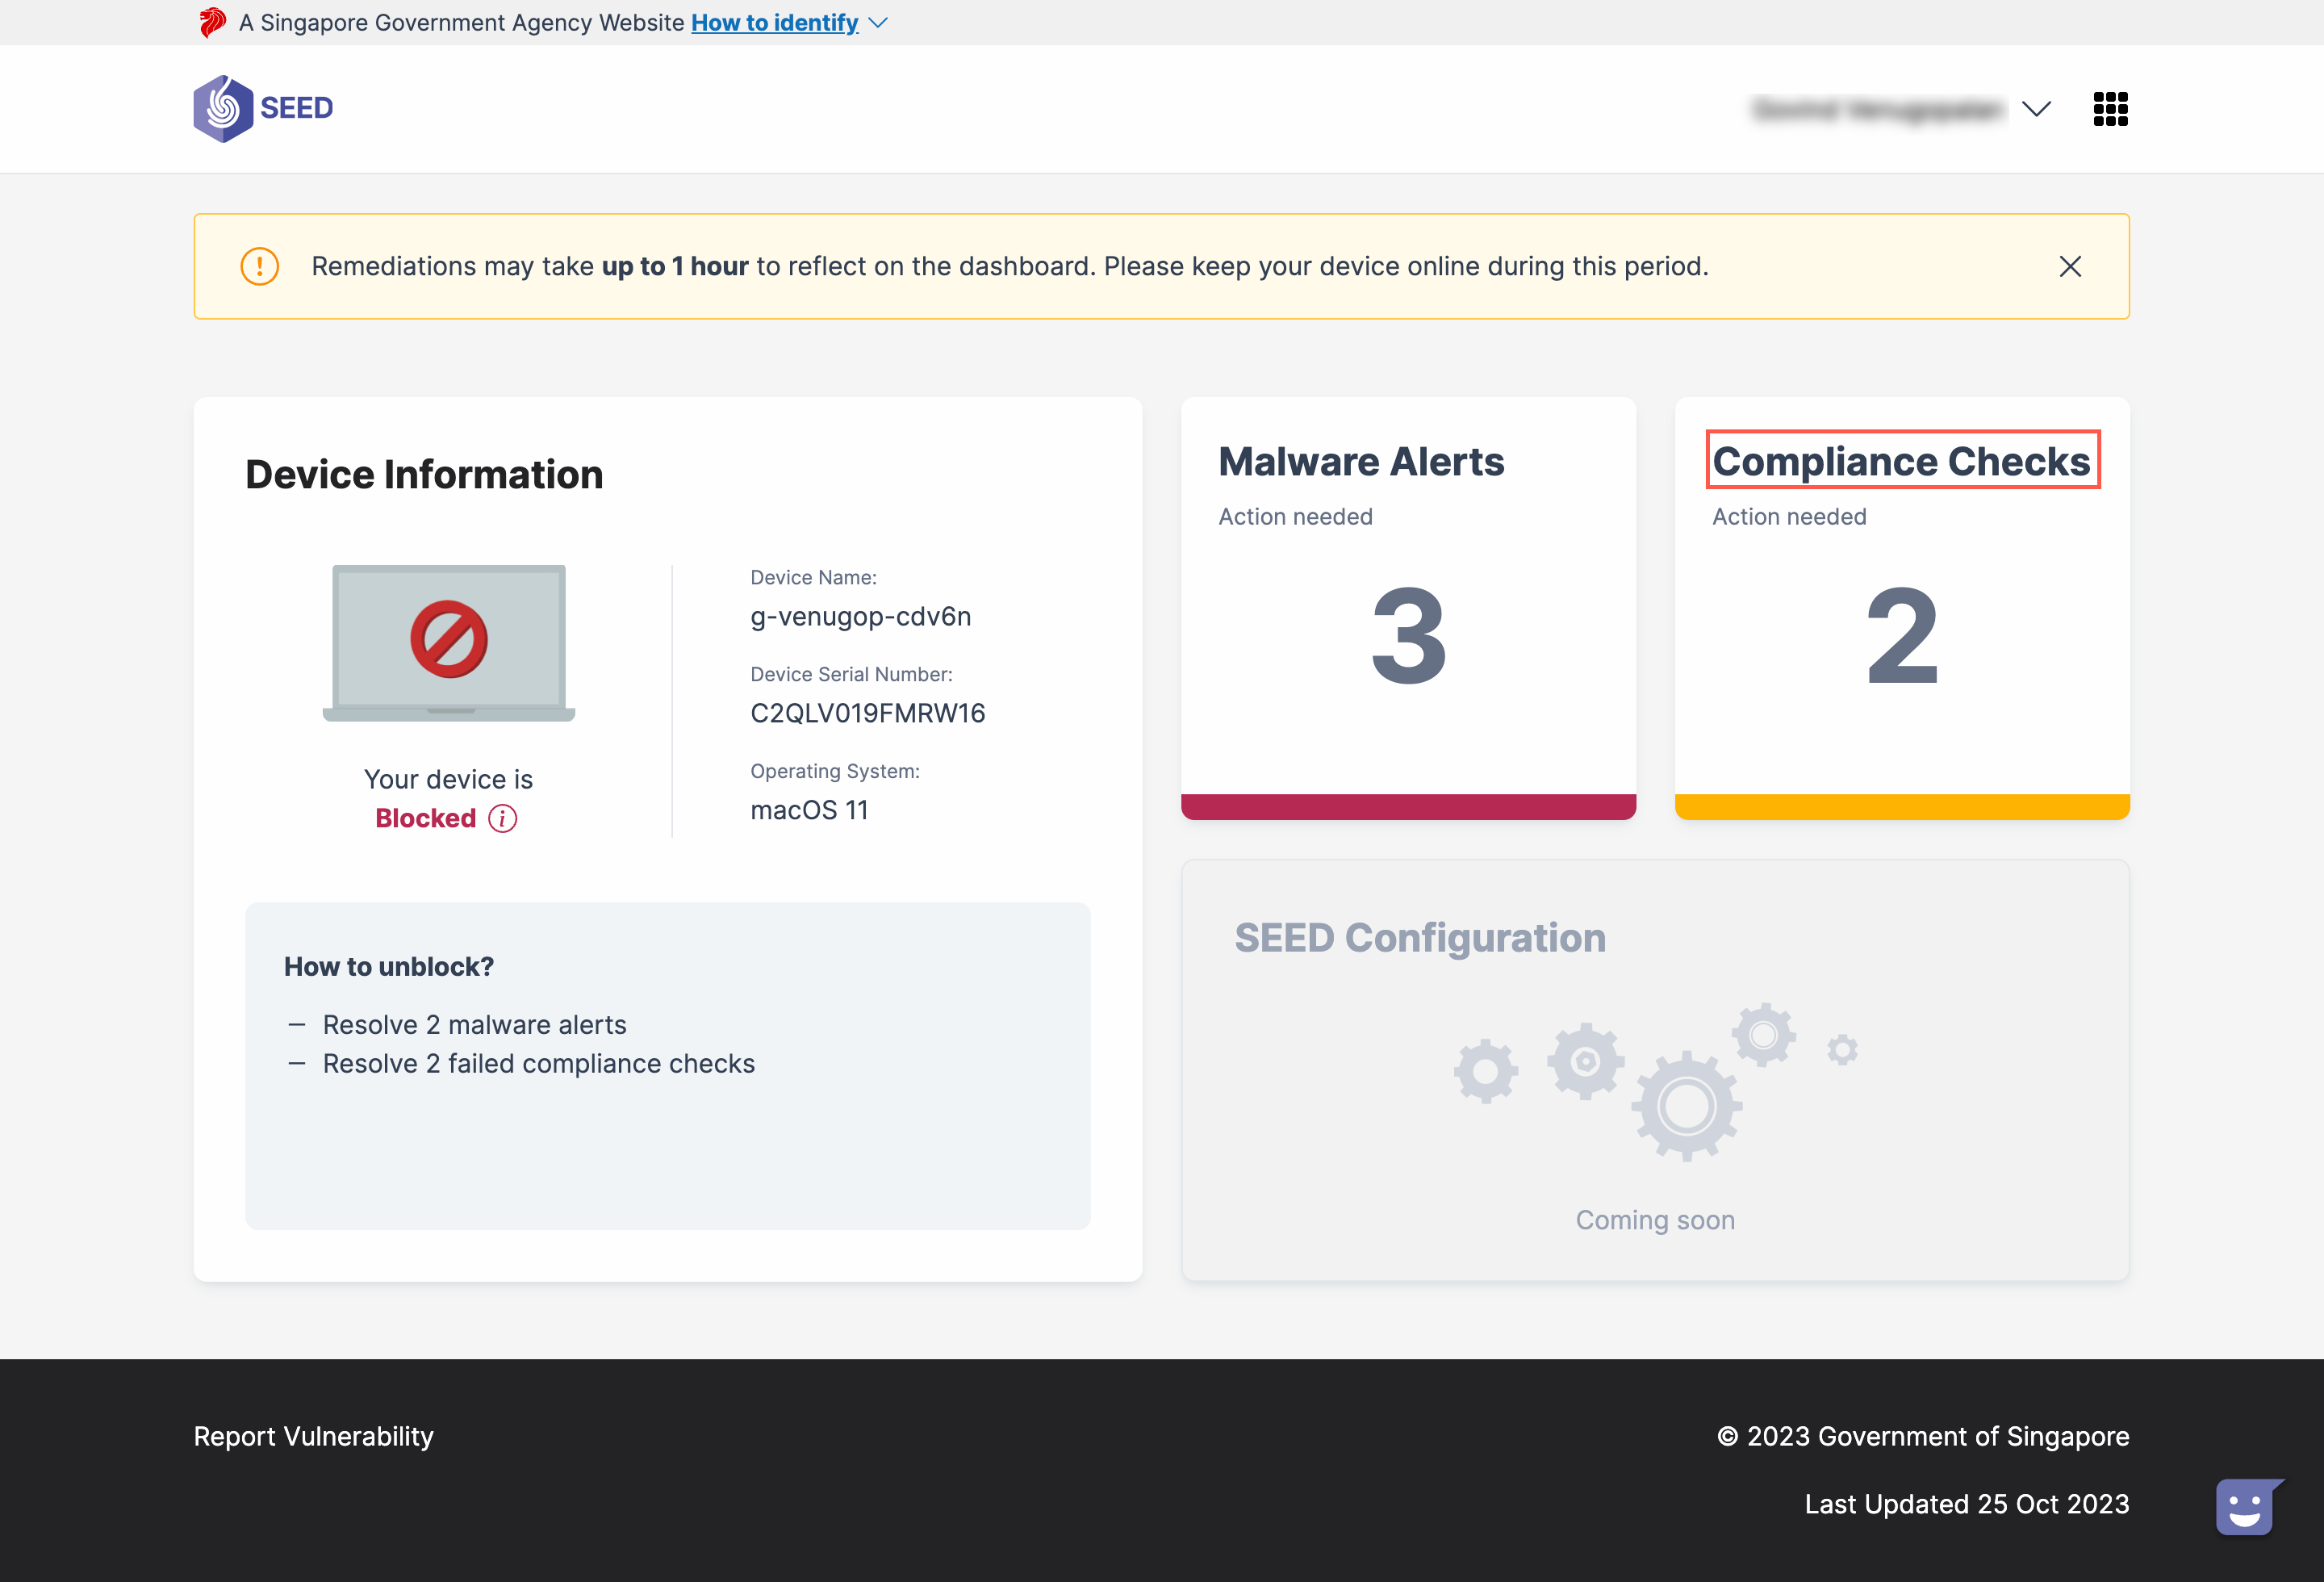 A Singapore Government Agency Website How to identify
SEED
Remediations may take up to 1 hour to reflect on the dashboard. Please keep your device online during this period.
Device Information
Your device is
Blocked
Device Name:
g-venugop-cdv6n
Device Serial Number:
C2QLV019FMRW16
Operating System:
macOS 11
How to unblock?
— Resolve 2 malware alerts
— Resolve 2 failed compliance checks
Malware Alerts
Action needed
3
Compliance Checks
Action needed
2
SEED Configuration
Coming soon
Report Vulnerability
© 2023 Government of Singapore
Last Updated 25 Oct 2023